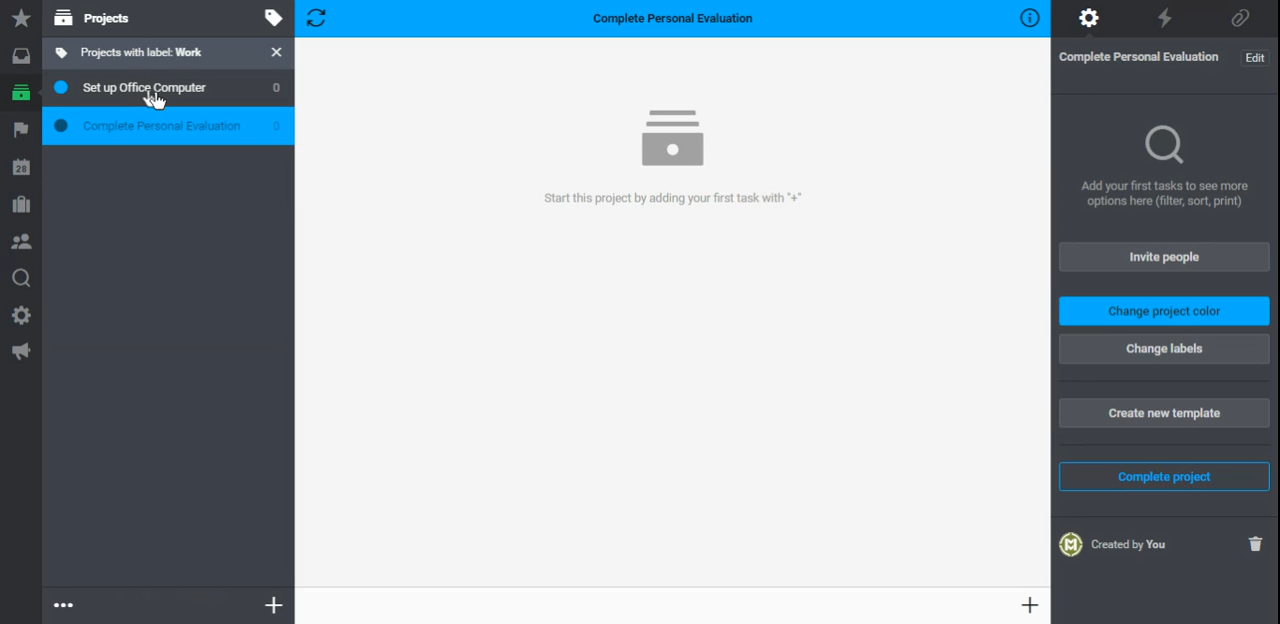 Projects
Complete Personal Evaluation
Projects with label: Work
Complete Personal Evaluation
Edit
Set up Office Computer
0
Complete Personal Evaluation
0
28
Start this project by adding your first task with "+"
Add your first tasks to see more
options here (filter, sort, print)
Invite people
Change project color
Change labels
Create new template
Complete project
Created by You